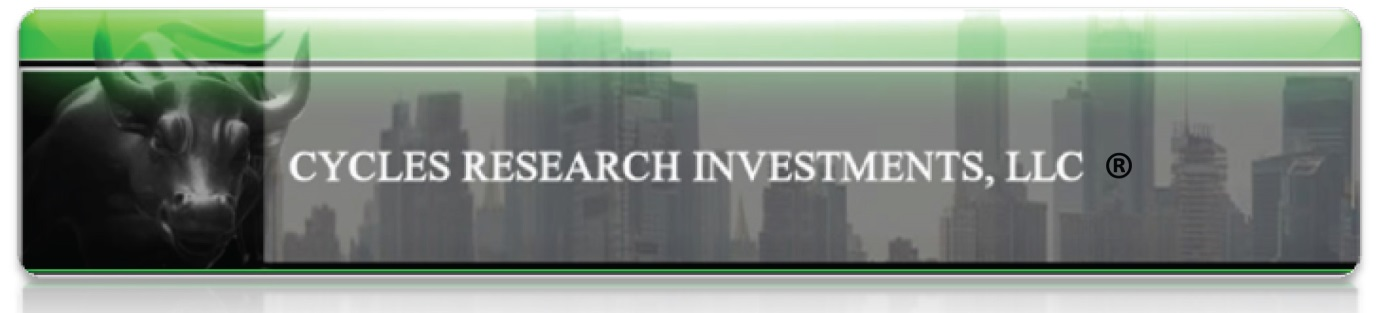 CYCLES RESEARCH INVESTMENTS, LLC ®